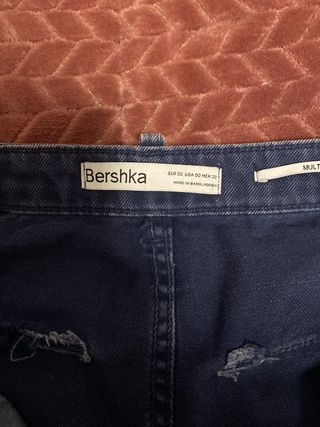 Bershka
EUR 32 USA 00 MEX 22
MADE IN BANGLADESH
MULT